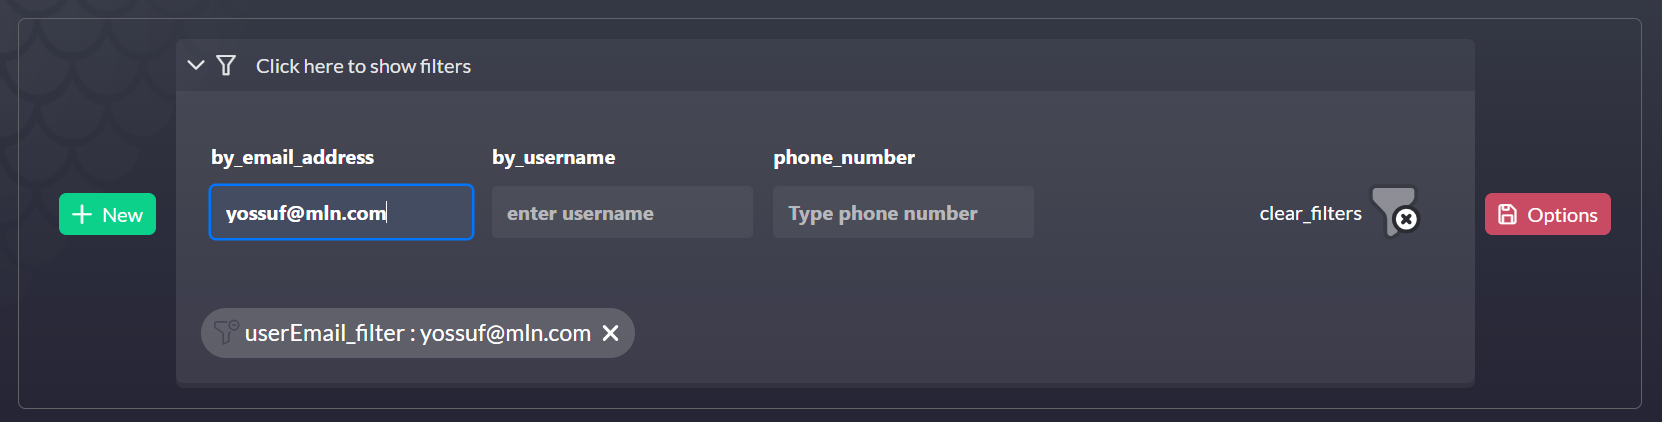 Click here to show filters
by_email_address by_username phone_number
New yossuf@mln.com enter username Type phone number clear_filters Options
userEmail_filter : yossuf@mln.com